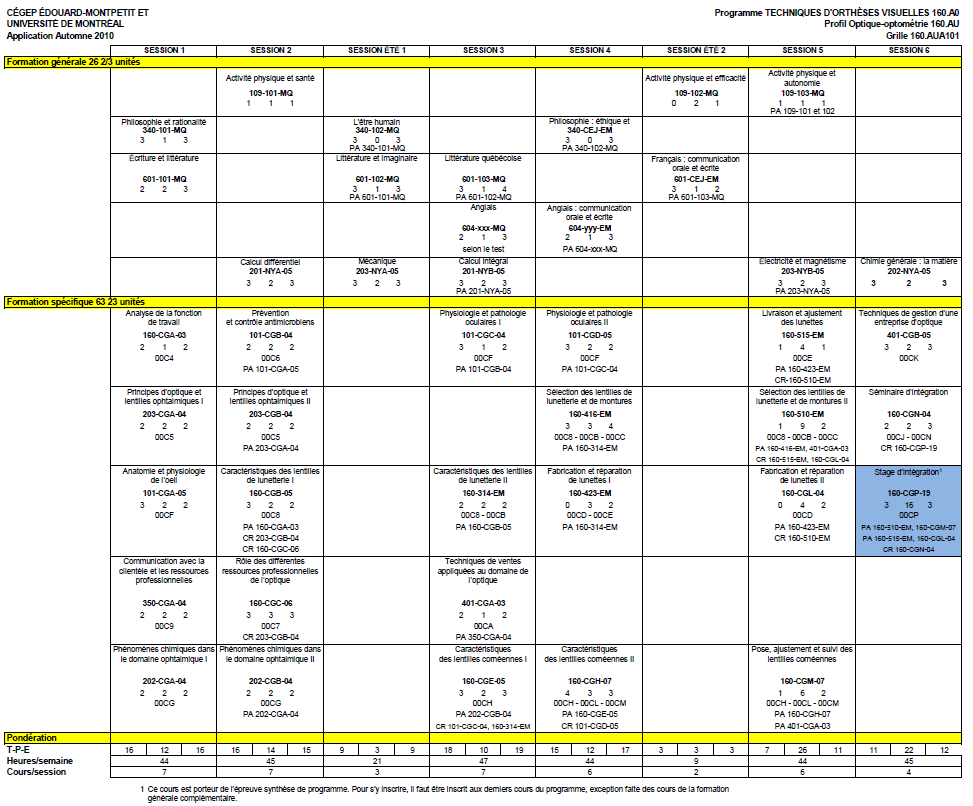 CÉGEP ÉDOUARD-MONTPETIT ET
UNIVERSITÉ DE MONTRÉAL
Application Automne 2010
Programme TECHNIQUES D'ORTHÈSES VISUELLES 160.A0
Profil Optique-optométrie 160.AU
Grille 160.AUA101
SESSION 1 SESSION 2 SESSION ÉTÉ 1 SESSION 3 SESSION 4 SESSION ÉTÉ 2 SESSION 5 SESSION 6
Formation générale 26 2/3 unités
Activité physique et santé
109-101-MQ
1 1 1
Activité physique et efficacité
109-102-MQ
0 2 1
Activité physique et
autonomie
109-103-MQ
1 1 1
PA 109-101 et 102
Philosophie et rationalité
340-101-MQ
3 1 3
L'être humain
340-102-MQ
3 0 3
PA 340-101-MQ
Philosophie : éthique et
340-CEJ-EM
3 0 3
PA 340-102-MQ
Écriture et littérature
601-101-MQ
2 2 3
Littérature et imaginaire
601-102-MQ
3 1 3
PA 601-101-MQ
Littérature québécoise
601-103-MQ
3 1 4
PA 601-102-MQ
Français : communication
orale et écrite
601-CEJ-EM
3 1 2
PA 601-103-MQ
Anglais
604-xxx-MQ
2 1 3
selon le test
Anglais : communication
orale et écrite
604-yyy-EM
2 1 3
PA 604-xxx-MQ
Calcul différentiel
201-NYA-05
3 2 3
Mécanique
203-NYA-05
3 2 3
Calcul intégral
201-NYB-05
3 2 3
PA 201-NYA-05
Électricité et magnétisme
203-NYB-05
3 2 3
PA 203-NYA-05
Chimie générale : la matière
202-NYA-05
3 2 3
Formation spécifique 63 23 unités
Analyse de la fonction
de travail
160-CGA-03
2 1 2
00C4
Prévention
et contrôle antimicrobiens
101-CGB-04
2 2 2
00C6
PA 101-CGA-05
Physiologie et pathologie
oculaires I
101-CGC-04
3 1 2
00CF
PA 101-CGB-04
Physiologie et pathologie
oculaires II
101-CGD-05
3 2 2
00CF
PA 101-CGC-04
Livraison et ajustement
des lunettes
160-515-EM
1 4 1
00CE
PA 160-423-EM
CR-160-510-EM
Techniques de gestion d'une
entreprise d'optique
401-CGB-05
3 2 3
00CK
Principes d'optique et
lentilles ophtalmiques I
203-CGA-04
2 2 2
00C5
Principes d'optique et
lentilles ophtalmiques II
203-CGB-04
2 2 2
00C5
PA 203-CGA-04
Sélection des lentilles de
lunetterie et de montures
160-416-EM
3 3 4
00C8 - 00CB - 00CC
PA 160-314-EM
Sélection des lentilles de
lunetterie et de montures II
160-510-EM
1 9 2
00C8 - 00CB - 00CC
PA 160-416-EM, 401-CGA-03
CR 160-515-EM, 160-CGL-04
Séminaire d'intégration
160-CGN-04
2 2 3
00CJ - 00CN
CR 160-CGP-19
Anatomie et physiologie
de l'oeil
101-CGA-05
3 2 2
00CF
Caractéristiques des lentilles
de lunetterie I
160-CGB-05
3 2 2
00C8
PA 160-CGA-03
CR 203-CGB-04
CR 160-CGC-06
Caractéristiques des lentilles
de lunetterie II
160-314-EM
2 2 2
00C8 - 00CB
PA 160-CGB-05
Fabrication et réparation
de lunettes I
160-423-EM
0 3 2
00CD - 00CE
PA 160-314-EM
Fabrication et réparation
de lunettes II
160-CGL-04
0 4 2
00CD
PA 160-423-EM
CR 160-510-EM
Stage d'intégration¹
160-CGP-19
3 16 3
00CP
PA 160-510-EM, 160-CGM-07
PA 160-515-EM, 160-CGL-04
CR 160-CGN-04
Communication avec la
clientèle et les ressources
professionnelles
350-CGA-04
2 2 2
00C9
Rôle des différentes
ressources professionnelles
de l'optique
160-CGC-06
3 3 3
00C7
CR 203-CGB-04
Techniques de ventes
appliquées au domaine de
l'optique
401-CGA-03
2 1 2
00CA
PA 350-CGA-04
Phénomènes chimiques dans
le domaine ophtalmique I
202-CGA-04
2 2 2
00CG
Phénomènes chimiques dans
le domaine ophtalmique II
202-CGB-04
2 2 2
00CG
PA 202-CGA-04
Caractéristiques
des lentilles cornéennes I
160-CGE-05
3 2 3
00CH
PA 202-CGB-04
CR 101-CGC-04, 160-314-EM
Caractéristiques
des lentilles cornéennes II
160-CGH-07
4 3 3
00CH - 00CL - 00CM
PA 160-CGE-05
CR 101-CGD-05
Pose, ajustement et suivi des
lentilles cornéennes
160-CGM-07
1 6 2
00CH - 00CL - 00CM
PA 160-CGH-07
PA 401-CGA-03
Pondération
T-P-E 16 12 16 16 14 15 9 3 9 18 10 19 15 12 17 3 3 3 7 26 11 11 22 12
Heures/semaine 44 45 21 47 44 9 44 45
Cours/session 7 7 3 7 6 2 6 4
1 Ce cours est porteur de l'épreuve synthèse de programme. Pour s'y inscrire, il faut être inscrit aux derniers cours du programme, exception faite des cours de la formation
générale complémentaire.